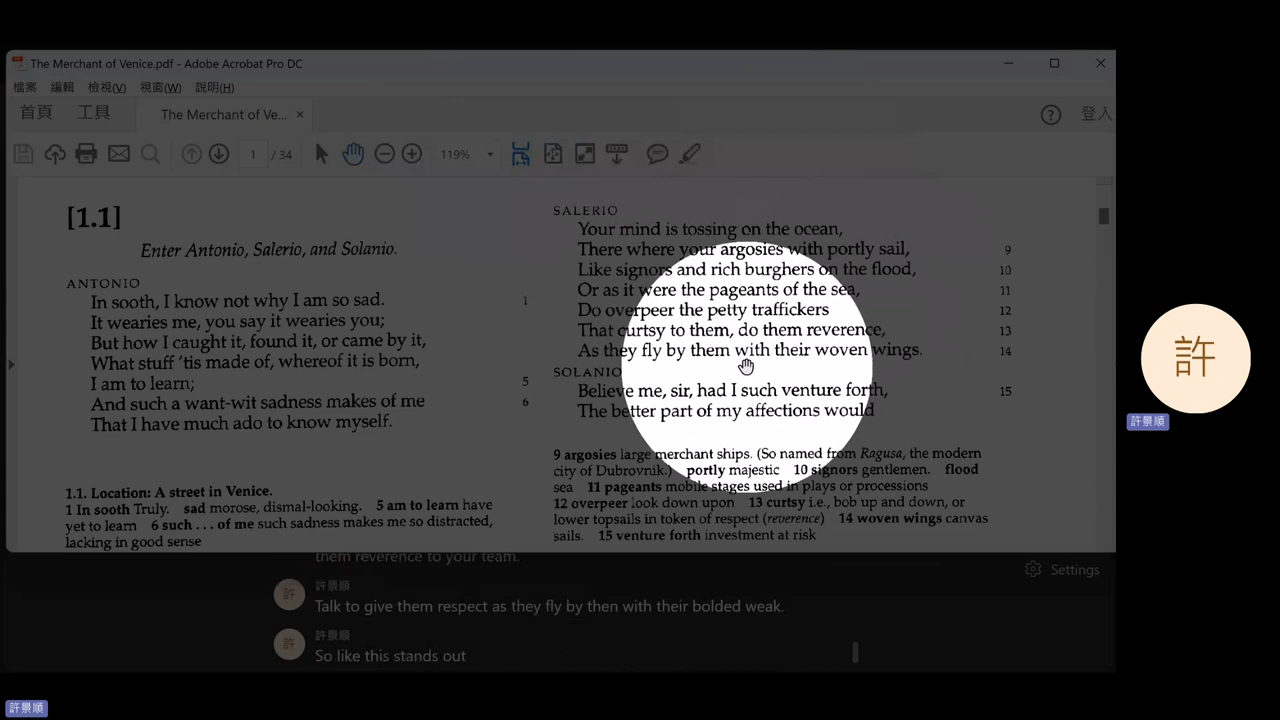 The Merchant of Venice.pdf - Adobe Acrobat Pro DC
檔案 編輯 檢視(V) 視窗(W) 說明(H)
首頁 工具 The Merchant of Ve... × ? 登入
1 / 34 119%
[1.1]
Enter Antonio, Salerio, and Solanio.
ANTONIO
In sooth, I know not why I am so sad. 1
It wearies me, you say it wearies you;
But how I caught it, found it, or came by it,
What stuff ’tis made of, whereof it is born,
I am to learn; 5
And such a want-wit sadness makes of me 6
That I have much ado to know myself.
1.1. Location: A street in Venice.
1 In sooth Truly. sad morose, dismal-looking. 5 am to learn have
yet to learn 6 such . . . of me such sadness makes me so distracted,
lacking in good sense
SALERIO
Your mind is tossing on the ocean,
There where your argosies with portly sail, 9
Like signors and rich burghers on the flood, 10
Or as it were the pageants of the sea, 11
Do overpeer the petty traffickers 12
That curtsy to them, do them reverence, 13
As they fly by them with their woven wings. 14
SOLANIO
Believe me, sir, had I such venture forth, 15
The better part of my affections would
9 argosies large merchant ships. (So named from Ragusa, the modern
city of Dubrovnik.) portly majestic 10 signors gentlemen. flood
sea 11 pageants mobile stages used in plays or processions
12 overpeer look down upon 13 curtsy i.e., bob up and down, or
lower topsails in token of respect (reverence) 14 woven wings canvas
sails. 15 venture forth investment at risk
them reverence to your team.
Settings
許 許景順
Talk to give them respect as they fly by then with their bolded weak.
許 許景順
So like this stands out
許
許景順
許景順